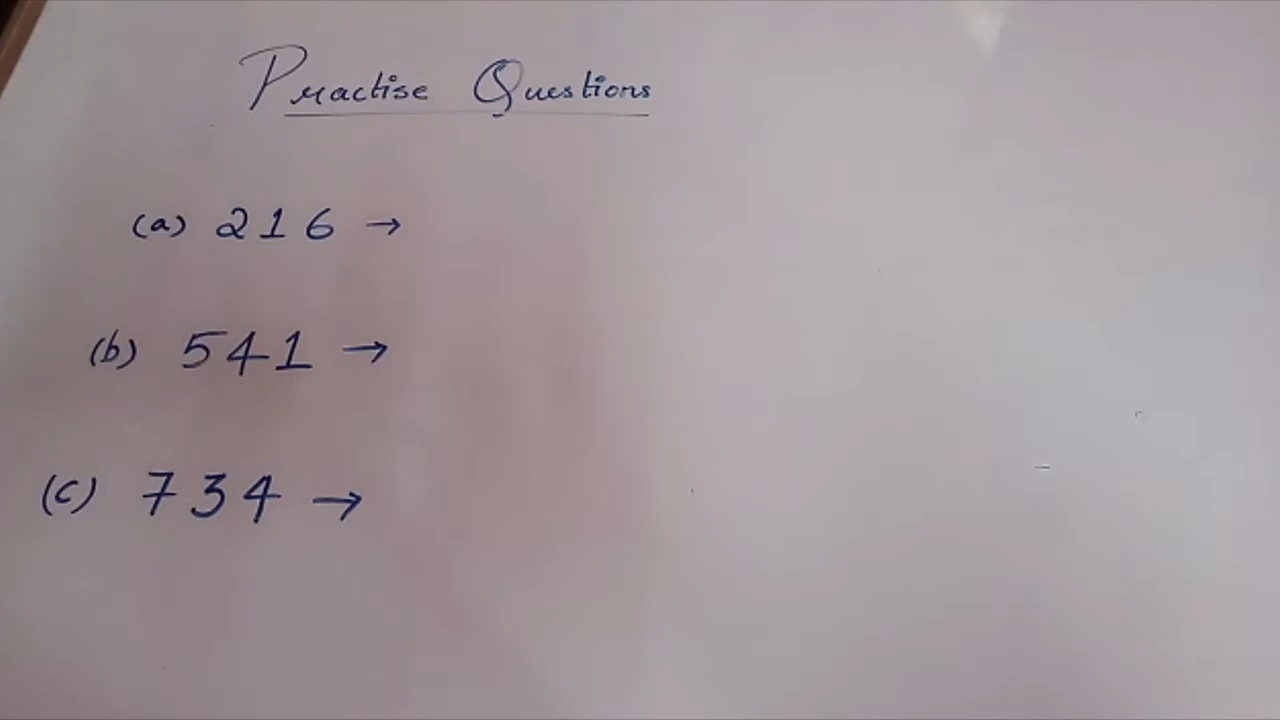 Practise Questions
(a) 216 →
(b) 541 →
(c) 734 →